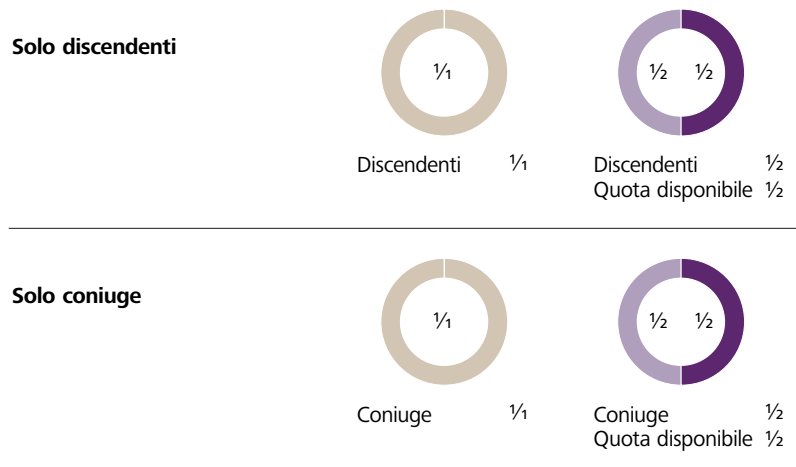 Solo discendenti
1/1
½ ½
Discendenti 1/1
Discendenti ½
Quota disponibile ½
Solo coniuge
1/1
½ ½
Coniuge 1/1
Coniuge ½
Quota disponibile ½